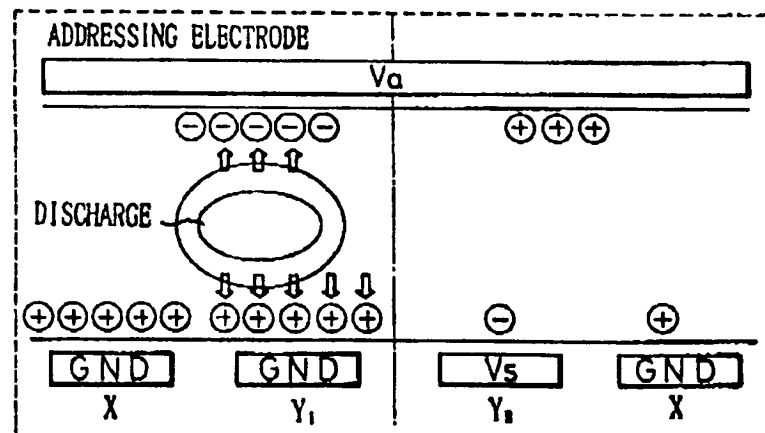 ADDRESSING ELECTRODE
Va
− − − − − + + +
DISCHARGE
+ + + + + + + + + + − +
GND GND Vs GND
X Y₁ Y₂ X